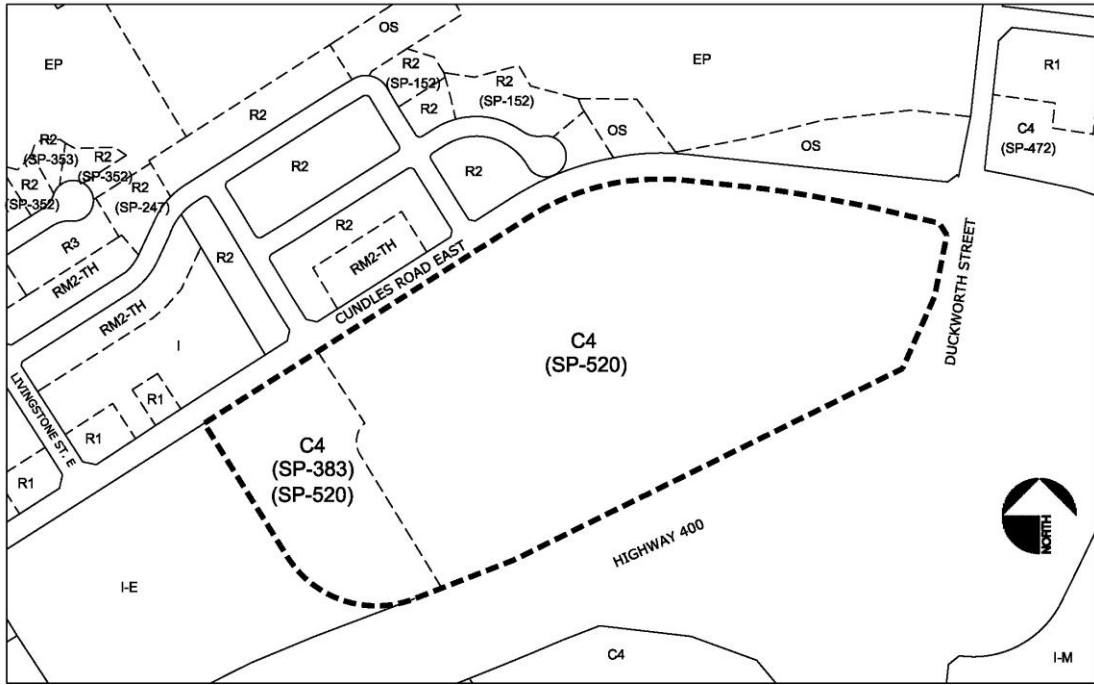 OS
EP
EP
R2
(SP-152)
R2
(SP-152)
R1
R2
R2
C4
(SP-472)
OS
OS
R2
(SP-353)
R2
(SP-352)
R2
(SP-352)
R2
(SP-247)
R2
R2
R3
R2
R2
RM2-TH
RM2-TH
RM2-TH
CUNDLES ROAD EAST
DUCKWORTH STREET
I
C4
(SP-520)
LIVINGSTONE ST. E
R1
R1
R1
C4
(SP-383)
(SP-520)
HIGHWAY 400
NORTH
I-E
C4
I-M